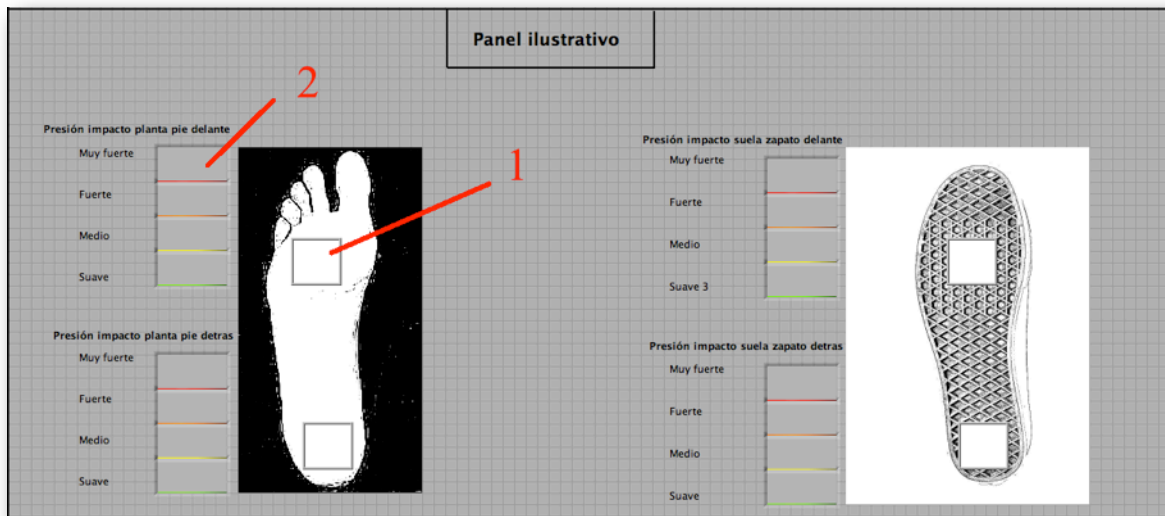 Panel ilustrativo
2
Presión impacto planta pie delante
Muy fuerte
Fuerte
Medio
Suave
1
Presión impacto planta pie detras
Muy fuerte
Fuerte
Medio
Suave
Presión impacto suela zapato delante
Muy fuerte
Fuerte
Medio
Suave 3
Presión impacto suela zapato detras
Muy fuerte
Fuerte
Medio
Suave